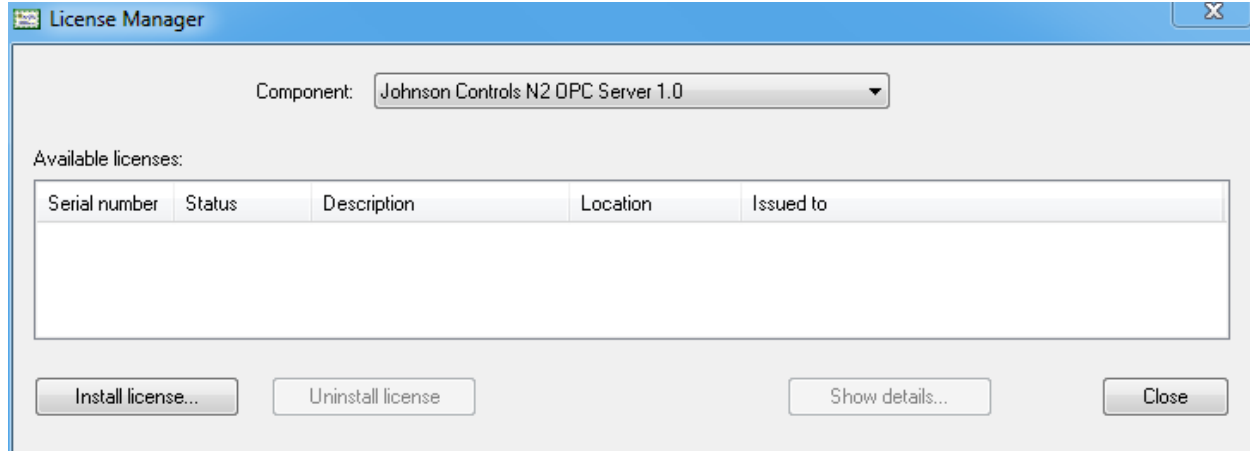 License Manager
Component: Johnson Controls N2 OPC Server 1.0
Available licenses:
Serial number Status Description Location Issued to
Install license... Uninstall license Show details... Close